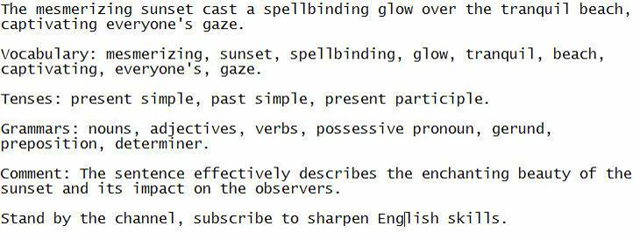 The mesmerizing sunset cast a spellbinding glow over the tranquil beach,
captivating everyone's gaze.
Vocabulary: mesmerizing, sunset, spellbinding, glow, tranquil, beach,
captivating, everyone's, gaze.
Tenses: present simple, past simple, present participle.
Grammars: nouns, adjectives, verbs, possessive pronoun, gerund,
preposition, determiner.
Comment: The sentence effectively describes the enchanting beauty of the
sunset and its impact on the observers.
Stand by the channel, subscribe to sharpen English skills.